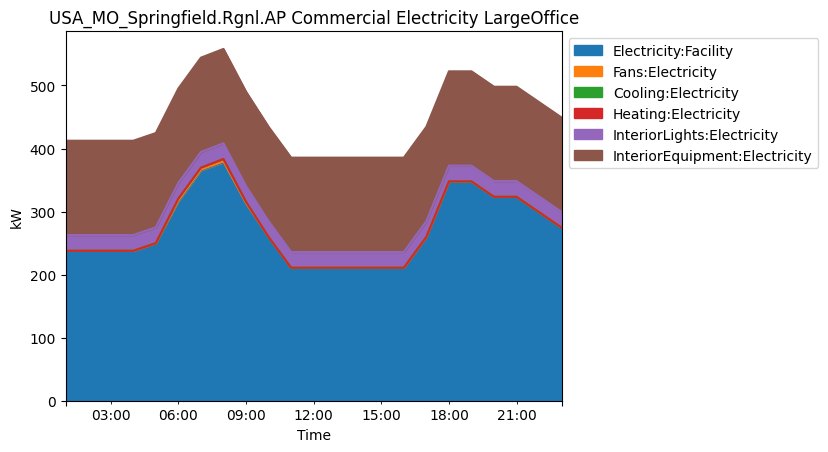 USA_MO_Springfield.Rgnl.AP Commercial Electricity LargeOffice
Electricity:Facility
Fans:Electricity
Cooling:Electricity
Heating:Electricity
InteriorLights:Electricity
InteriorEquipment:Electricity
500
400
300
200
100
0
kW
03:00 06:00 09:00 12:00 15:00 18:00 21:00
Time